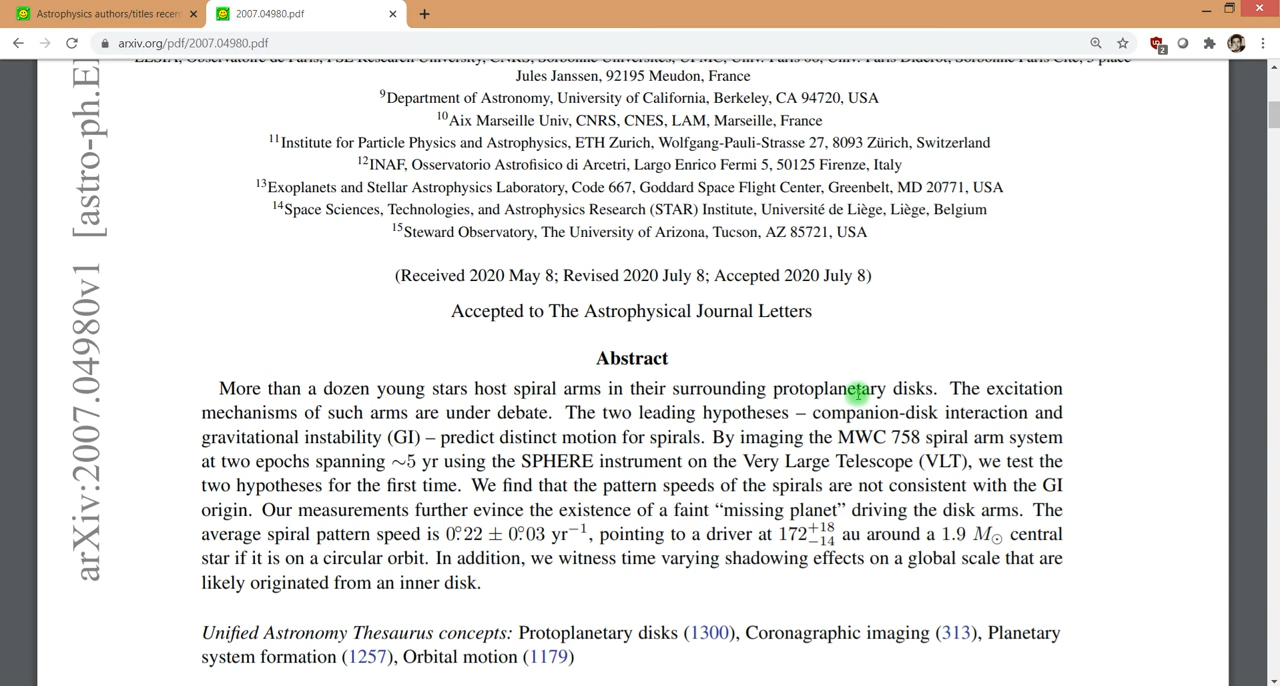 Astrophysics authors/titles recen
2007.04980.pdf
arxiv.org/pdf/2007.04980.pdf
2
Jules Janssen, 92195 Meudon, France
9Department of Astronomy, University of California, Berkeley, CA 94720, USA
10Aix Marseille Univ, CNRS, CNES, LAM, Marseille, France
11Institute for Particle Physics and Astrophysics, ETH Zurich, Wolfgang-Pauli-Strasse 27, 8093 Zürich, Switzerland
12INAF, Osservatorio Astrofisico di Arcetri, Largo Enrico Fermi 5, 50125 Firenze, Italy
13Exoplanets and Stellar Astrophysics Laboratory, Code 667, Goddard Space Flight Center, Greenbelt, MD 20771, USA
14Space Sciences, Technologies, and Astrophysics Research (STAR) Institute, Université de Liège, Liège, Belgium
15Steward Observatory, The University of Arizona, Tucson, AZ 85721, USA
(Received 2020 May 8; Revised 2020 July 8; Accepted 2020 July 8)
Accepted to The Astrophysical Journal Letters
Abstract
More than a dozen young stars host spiral arms in their surrounding protoplanetary disks. The excitation
mechanisms of such arms are under debate. The two leading hypotheses – companion-disk interaction and
gravitational instability (GI) – predict distinct motion for spirals. By imaging the MWC 758 spiral arm system
at two epochs spanning ∼5 yr using the SPHERE instrument on the Very Large Telescope (VLT), we test the
two hypotheses for the first time. We find that the pattern speeds of the spirals are not consistent with the GI
origin. Our measurements further evince the existence of a faint “missing planet” driving the disk arms. The
average spiral pattern speed is 0.°22 ± 0.°03 yr−1, pointing to a driver at 172+18−14 au around a 1.9 M⊙ central
star if it is on a circular orbit. In addition, we witness time varying shadowing effects on a global scale that are
likely originated from an inner disk.
Unified Astronomy Thesaurus concepts: Protoplanetary disks (1300), Coronagraphic imaging (313), Planetary
system formation (1257), Orbital motion (1179)
arXiv:2007.04980v1 [astro-ph.E